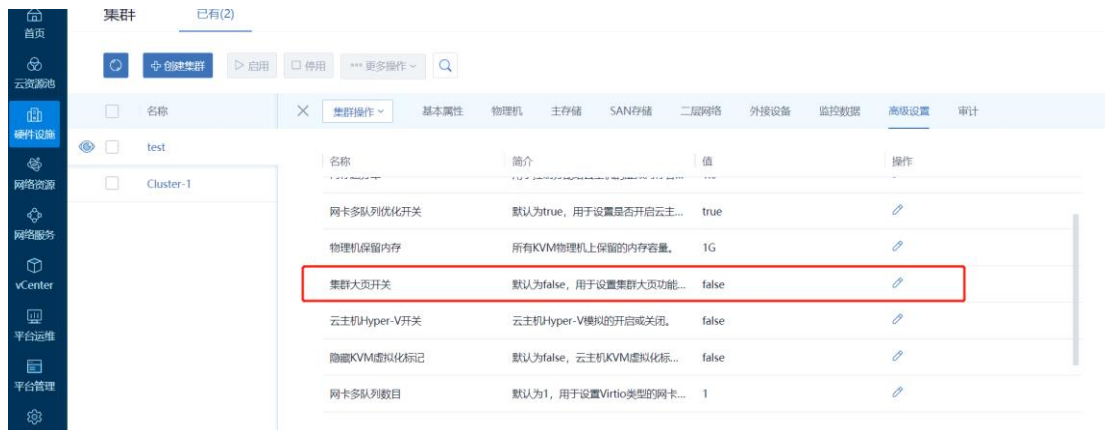 首页
云资源池
硬件设施
网络资源
网络服务
vCenter
平台运维
平台管理
集群 已有(2)
创建集群 启用 停用 更多操作
名称
test
Cluster-1
集群操作 基本属性 物理机 主存储 SAN存储 二层网络 外接设备 监控数据 高级设置 审计
名称 简介 值 操作
网卡多队列优化开关 默认为true，用于设置是否开启云主... true
物理机保留内存 所有KVM物理机上保留的内存容量。 1G
集群大页开关 默认为false，用于设置集群大页功能... false
云主机Hyper-V开关 云主机Hyper-V模拟的开启或关闭。 false
隐藏KVM虚拟化标记 默认为false，云主机KVM虚拟化标... false
网卡多队列数目 默认为1，用于设置Virtio类型的网卡... 1